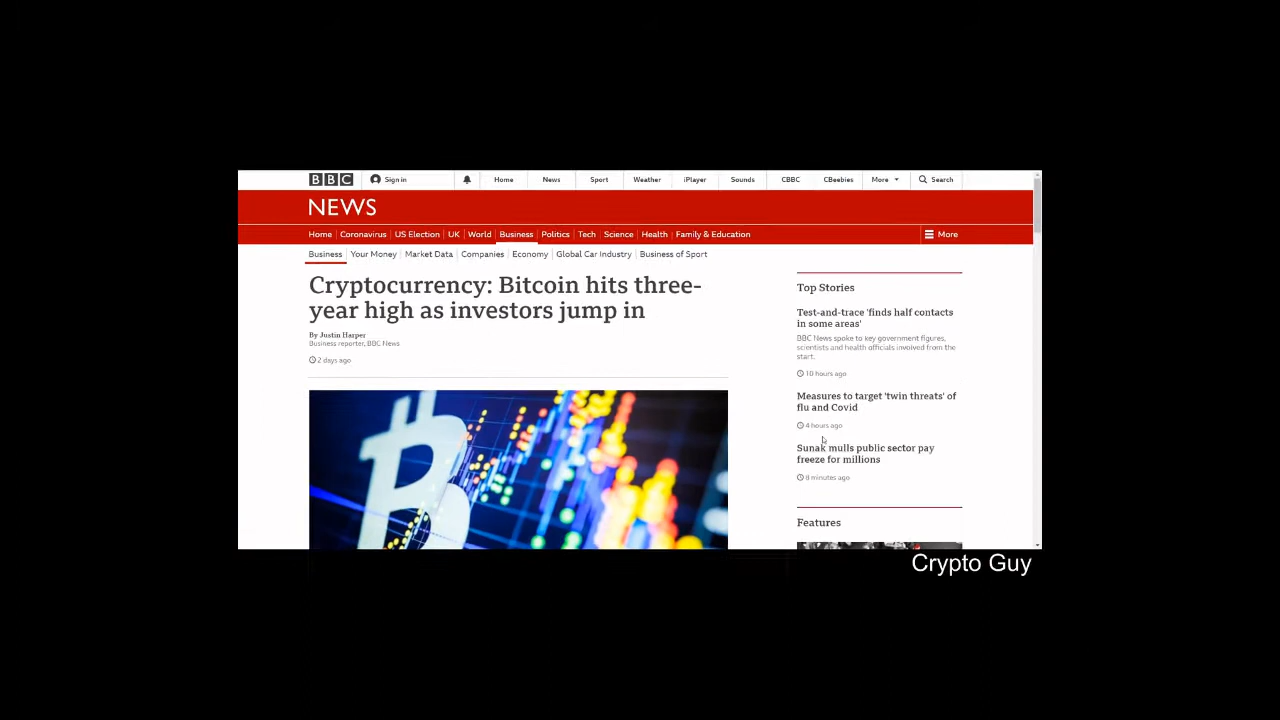 BBC Sign in Home News Sport Weather iPlayer Sounds CBBC CBeebies More Search
NEWS
Home Coronavirus US Election UK World Business Politics Tech Science Health Family & Education More
Business Your Money Market Data Companies Economy Global Car Industry Business of Sport
Cryptocurrency: Bitcoin hits three-
year high as investors jump in
By Justin Harper
Business reporter, BBC News
2 days ago
Top Stories
Test-and-trace 'finds half contacts
in some areas'
BBC News spoke to key government figures,
scientists and health officials involved from the
start.
10 hours ago
Measures to target 'twin threats' of
flu and Covid
4 hours ago
Sunak mulls public sector pay
freeze for millions
8 minutes ago
Features
Crypto Guy